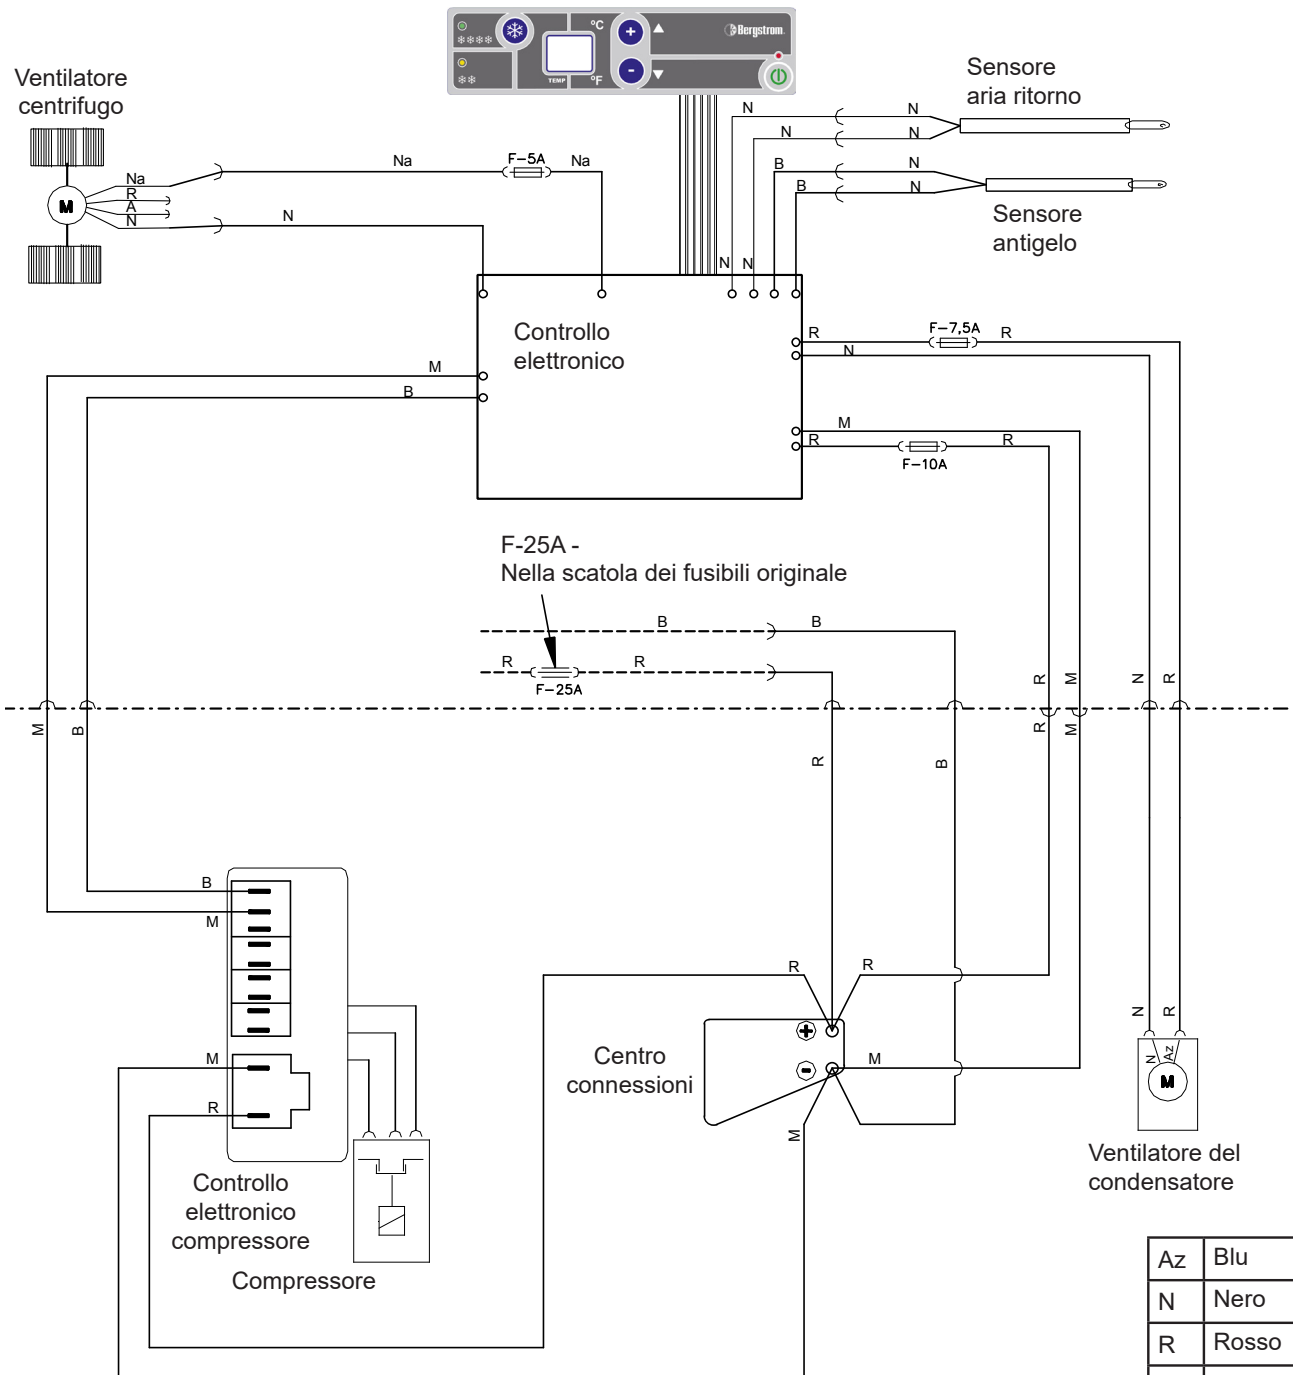 °C
Bergstrom.
TEMP
°F
+
-
Ventilatore
centrifugo
Sensore
aria ritorno
N
N
N
N
B
N
B
N
Sensore
antigelo
Na
F-5A
Na
Na
R
A
N
M
N
N
N
Controllo
elettronico
R
F-7,5A
R
N
M
B
M
R
F-10A
R
F-25A -
Nella scatola dei fusibili originale
B
B
R
R
F-25A
R
M
N
R
M
B
R
M
R
B
B
M
R
R
N
R
M
R
Centro
connessioni
+
-
M
M
N
Az
M
Controllo
elettronico
compressore
Compressore
Ventilatore del
condensatore
Az Blu
N Nero
R Rosso